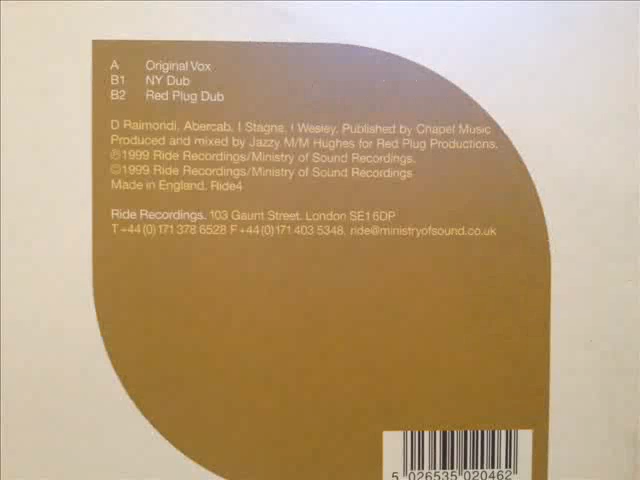 A Original Vox
B1 NY Dub
B2 Red Plug Dub
D Raimondi, Abercab, I Stagne, I Wesley. Published by Chapel Music
Produced and mixed by Jazzy M/M Hughes for Red Plug Productions.
℗1999 Ride Recordings/Ministry of Sound Recordings.
©1999 Ride Recordings/Ministry of Sound Recordings
Made in England. Ride4
Ride Recordings. 103 Gaunt Street. London SE1 6DP
T +44 (0) 171 378 6528 F +44 (0) 171 403 5348. ride@ministryofsound.co.uk
5 026535 020462